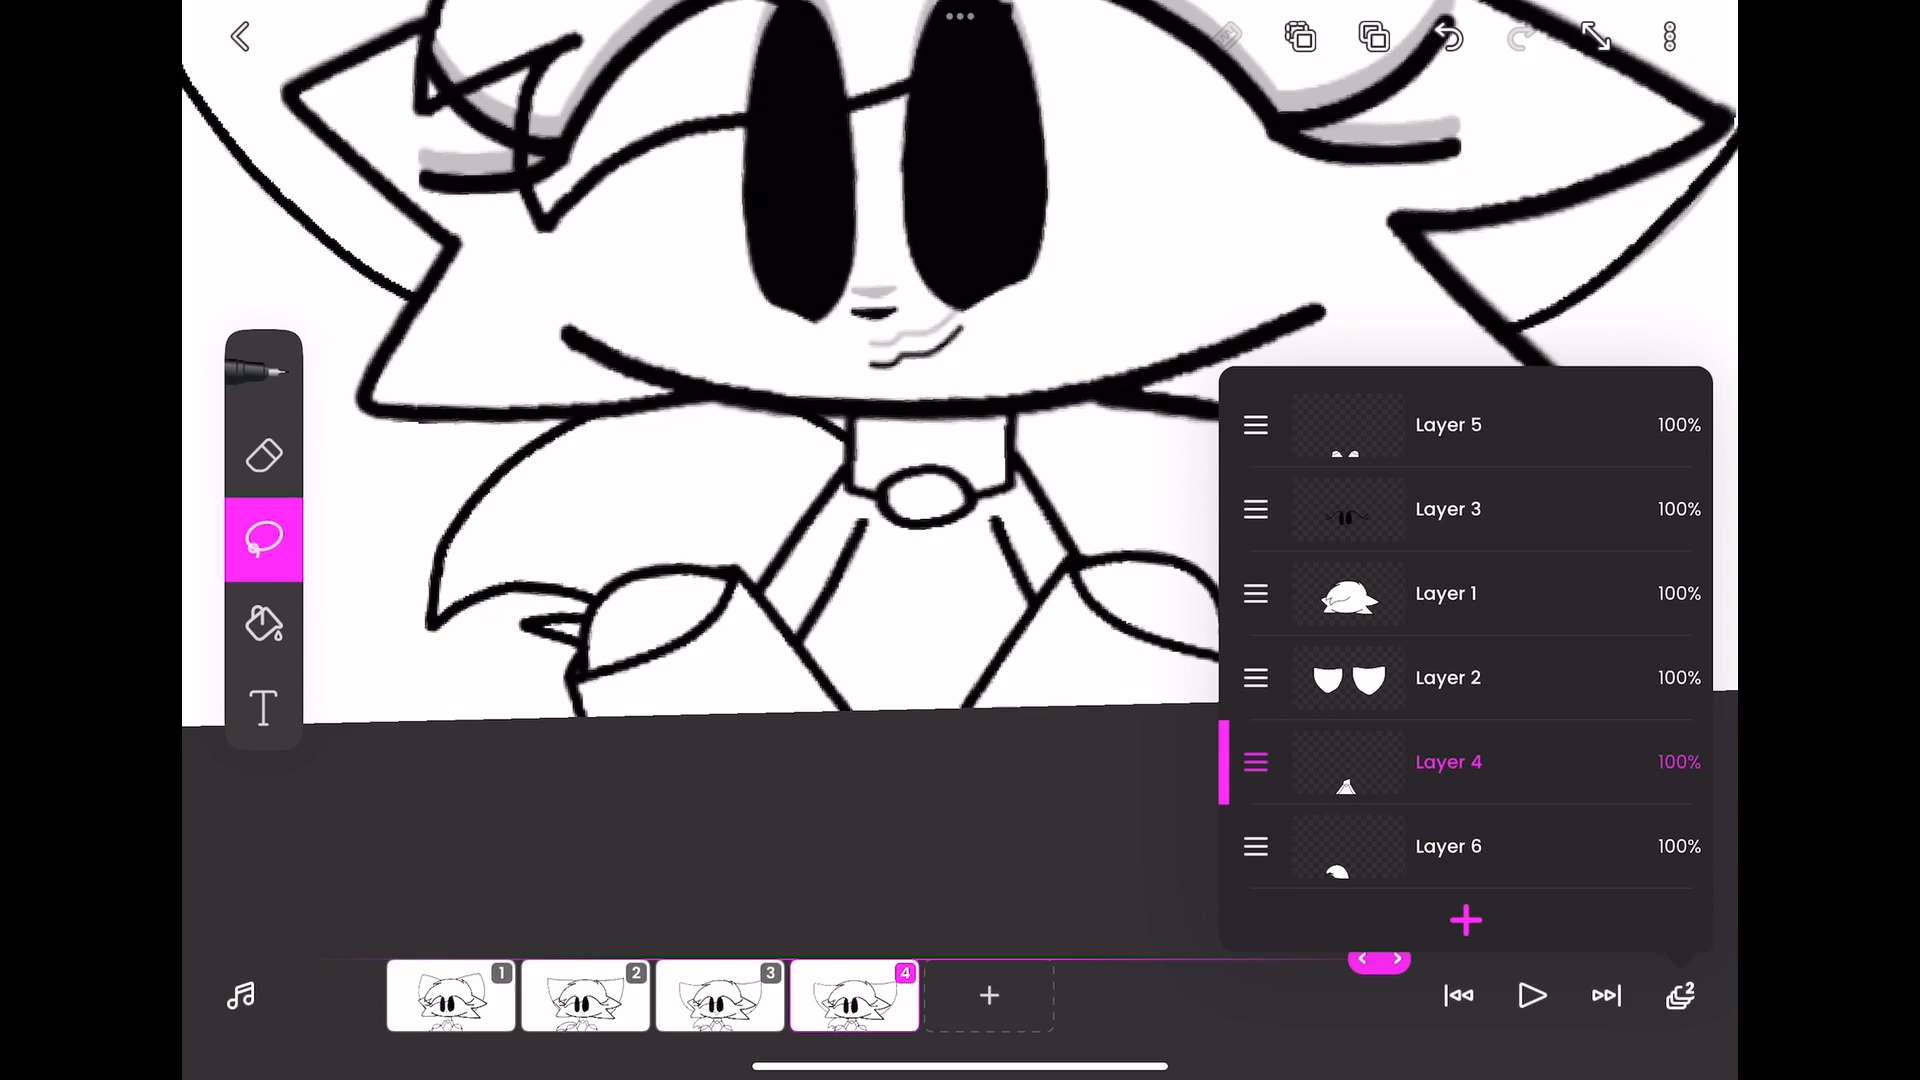 Layer 5 100%
Layer 3 100%
Layer 1 100%
Layer 2 100%
Layer 4 100%
Layer 6 100%
1 2 3 4
2
T